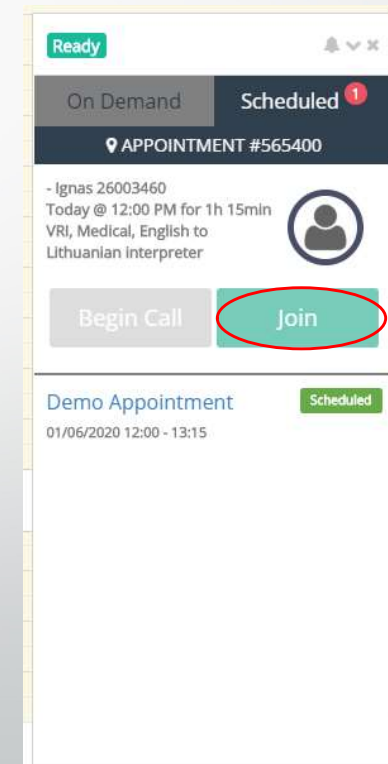 Ready
On Demand
Scheduled 1
APPOINTMENT #565400
- Ignas 26003460
Today @ 12:00 PM for 1h 15min
VRI, Medical, English to
Lithuanian interpreter
Begin Call
Join
Demo Appointment
Scheduled
01/06/2020 12:00 - 13:15